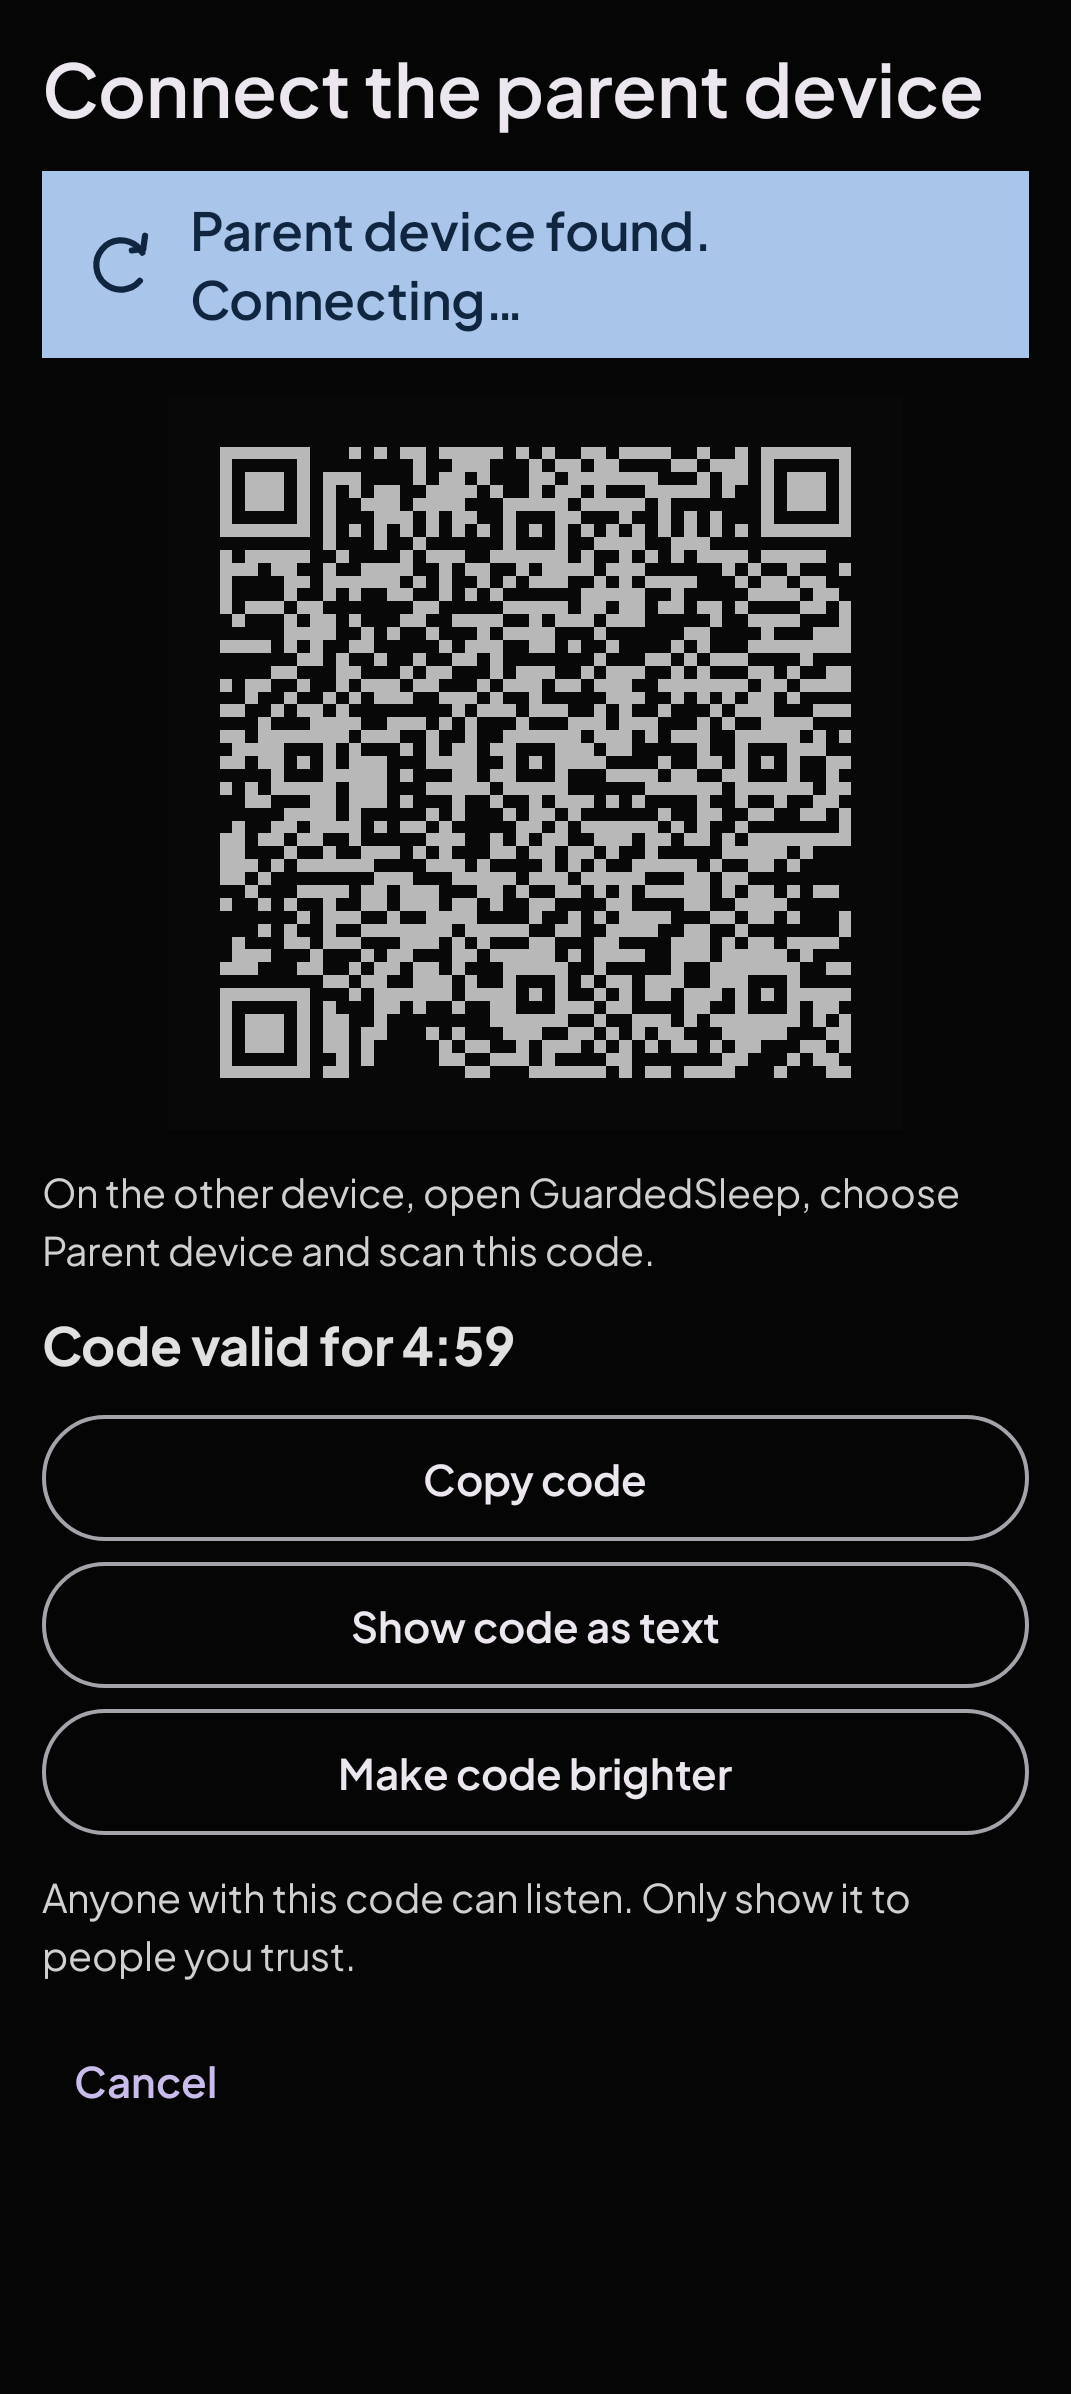 Connect the parent device
Parent device found.
Connecting...
On the other device, open GuardedSleep, choose
Parent device and scan this code.
Code valid for 4:59
Copy code
Show code as text
Make code brighter
Anyone with this code can listen. Only show it to
people you trust.
Cancel